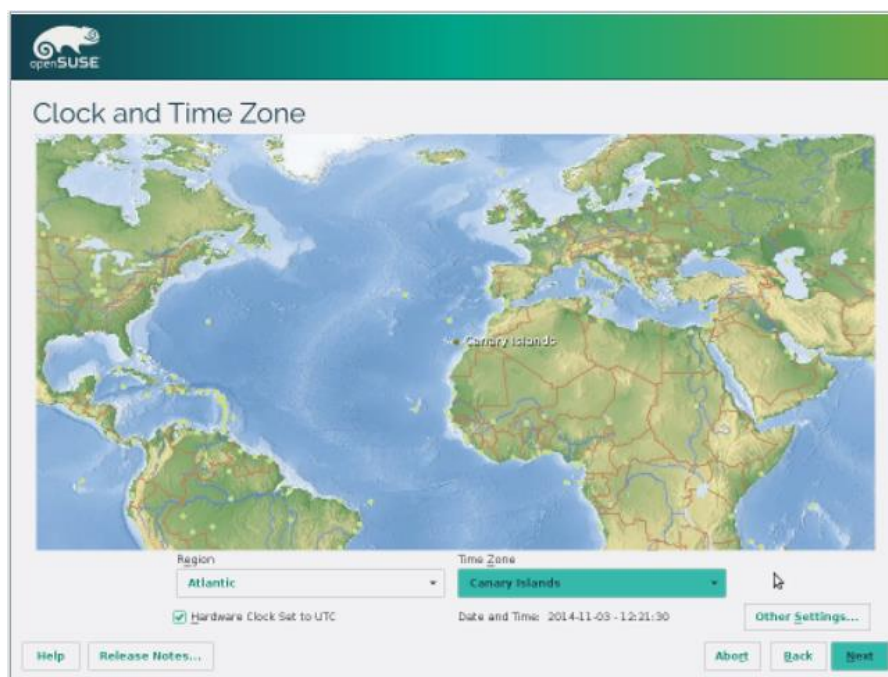 openSUSE
Clock and Time Zone
Canary Islands
Region
Time Zone
Atlantic
Canary Islands
Hardware Clock Set to UTC
Date and Time: 2014-11-03 - 12:21:30
Other Settings...
Help
Release Notes...
Abort
Back
Next